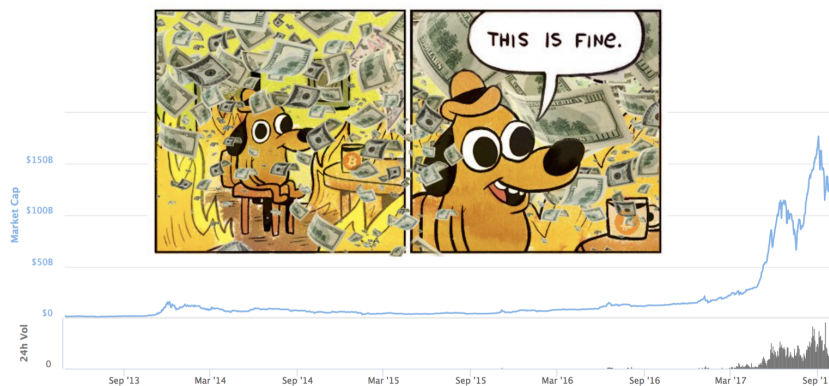 THIS IS FINE.
$150B
$100B
$50B
$0
Market Cap
24h Vol
0
Sep '13
Mar '14
Sep '14
Mar '15
Sep '15
Mar '16
Sep '16
Mar '17